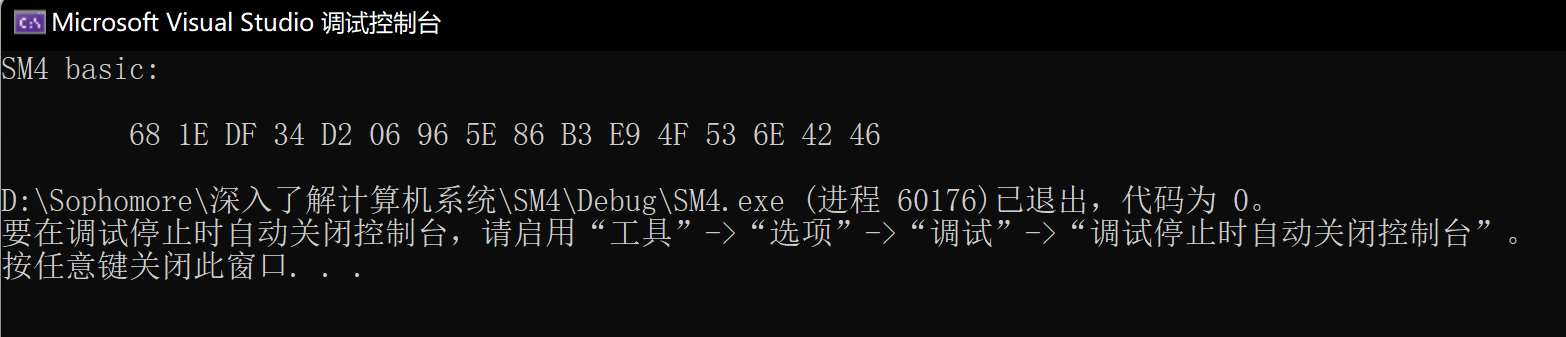 Microsoft Visual Studio 调试控制台
SM4 basic:
68 1E DF 34 D2 06 96 5E 86 B3 E9 4F 53 6E 42 46
D:\Sophomore\深入了解计算机系统\SM4\Debug\SM4.exe (进程 60176)已退出，代码为 0。
要在调试停止时自动关闭控制台，请启用“工具”->“选项”->“调试”->“调试停止时自动关闭控制台”。
按任意键关闭此窗口. . .